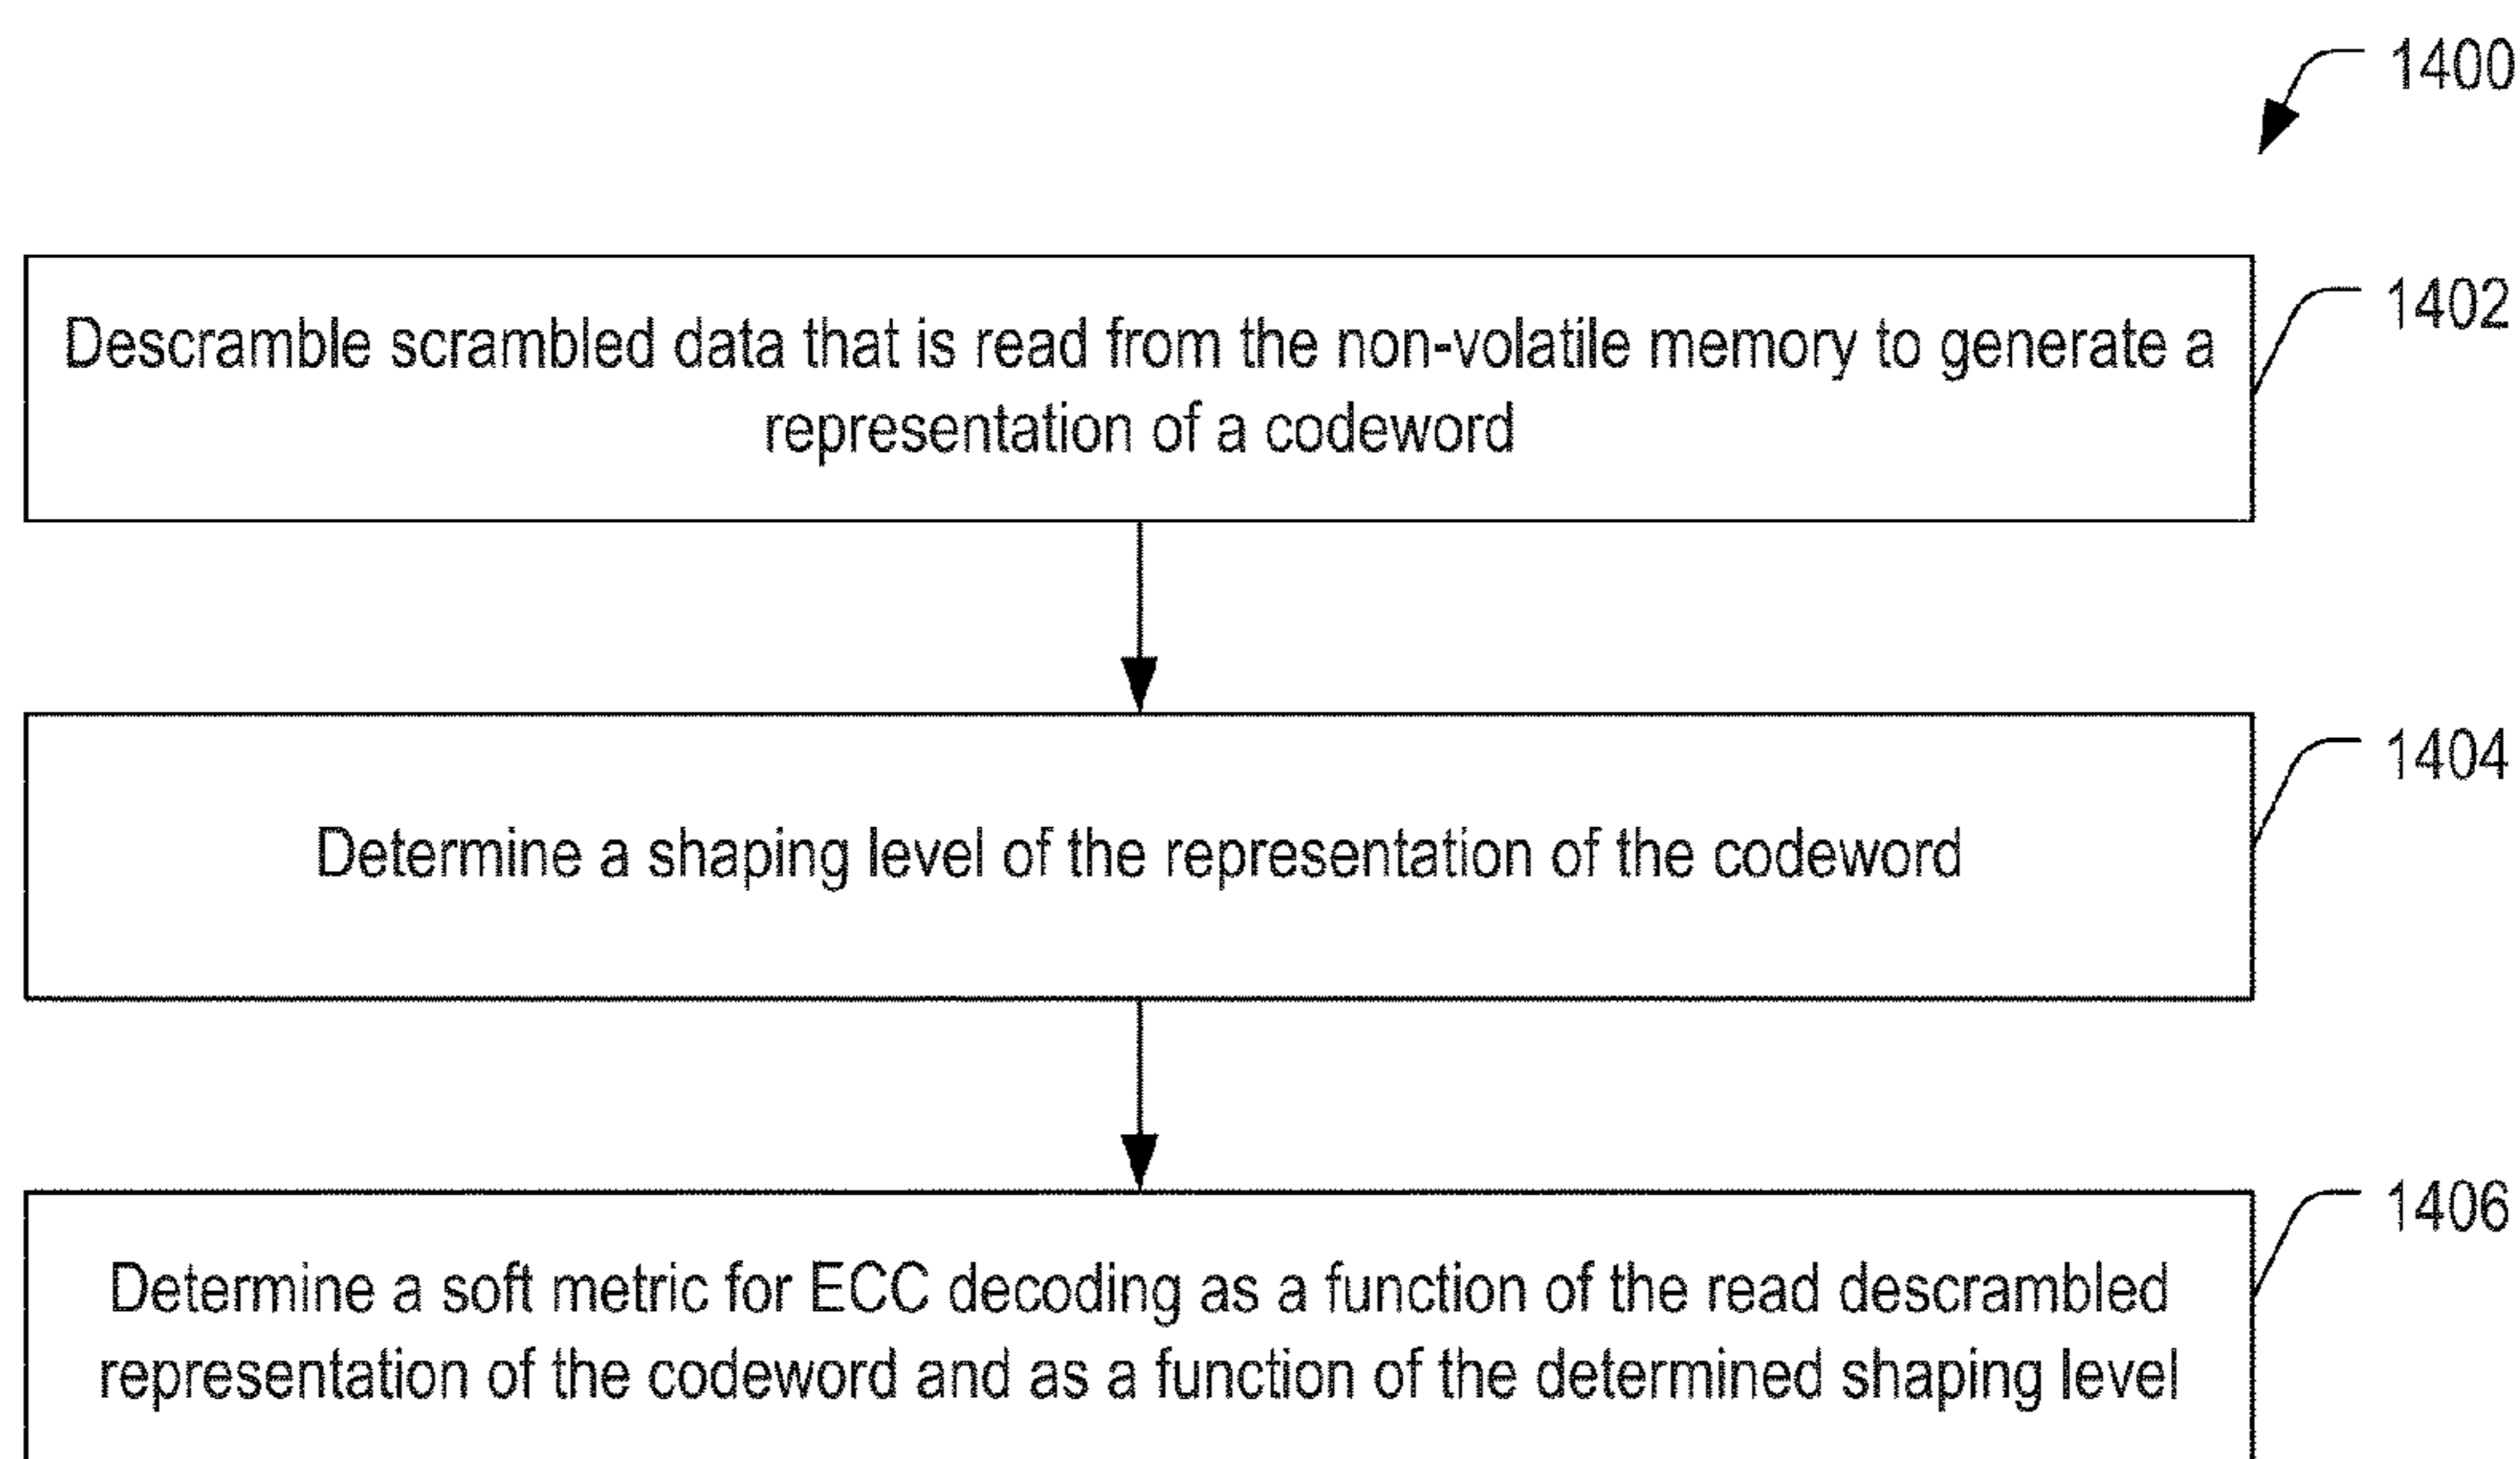 1400
1402
Descramble scrambled data that is read from the non-volatile memory to generate a
representation of a codeword
1404
Determine a shaping level of the representation of the codeword
1406
Determine a soft metric for ECC decoding as a function of the read descrambled
representation of the codeword and as a function of the determined shaping level